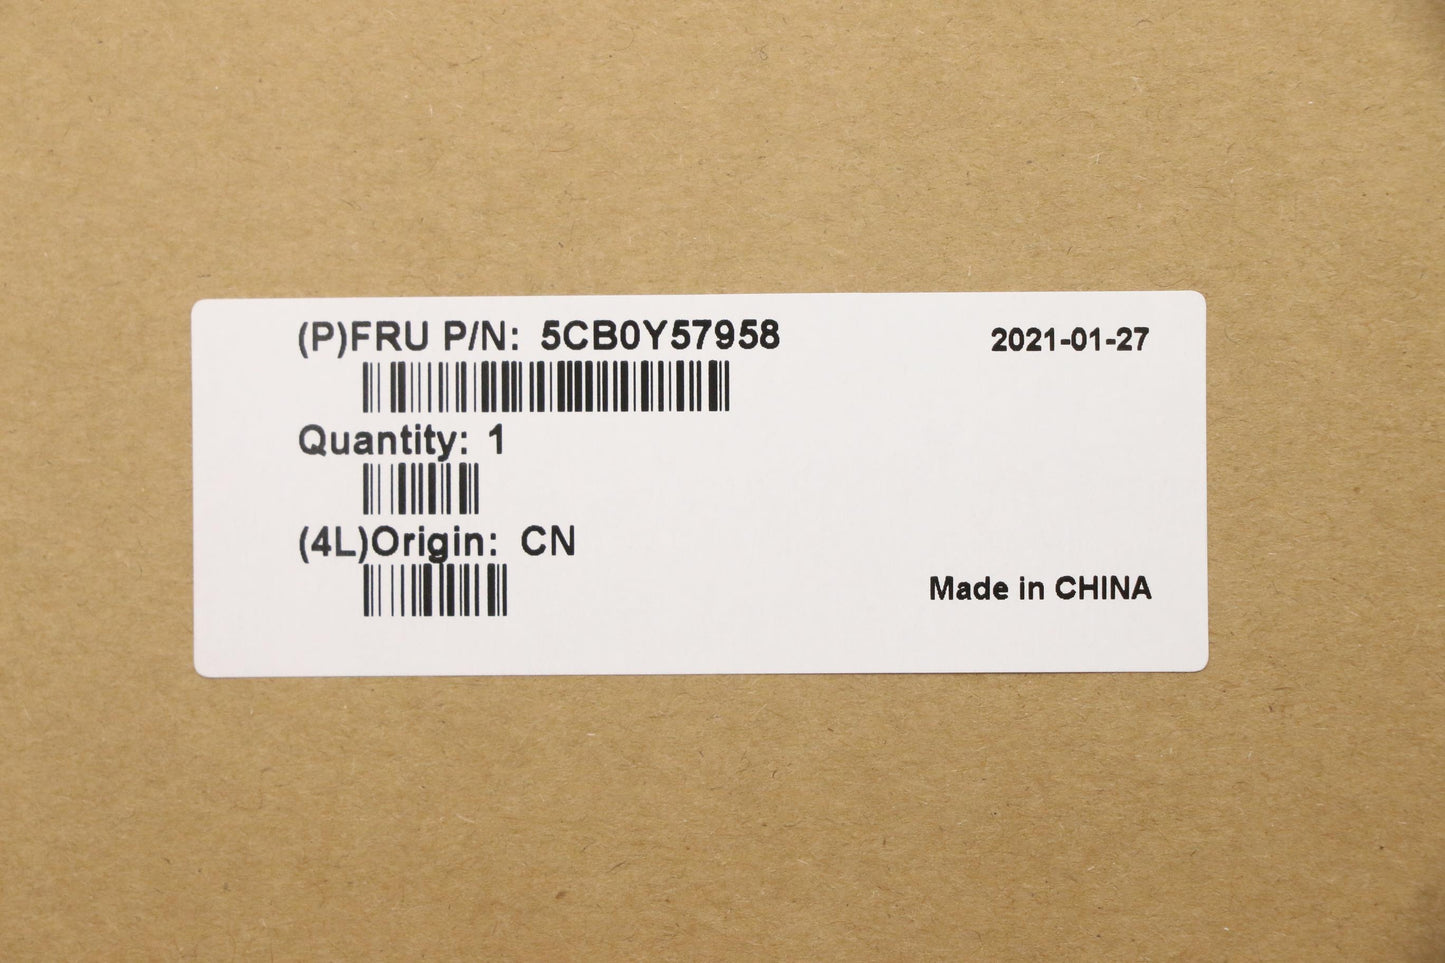 (P)FRU P/N: 5CB0Y57958
2021-01-27
Quantity: 1
(4L)Origin: CN
Made in CHINA